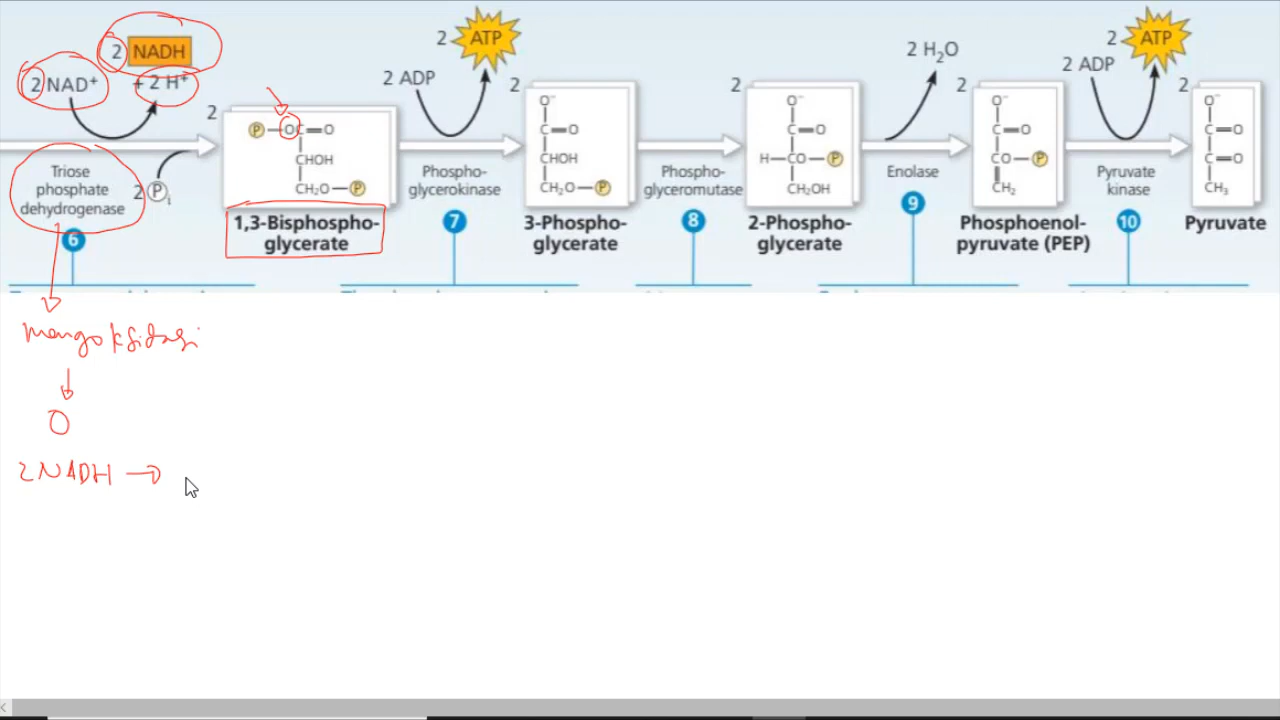 2 NADH
2 NAD⁺
+ 2 H⁺
2 ADP
2 ATP
2 H₂O
2 ADP
2 ATP
2
P—OC=O
CHOH
CH₂O—P
2
O⁻
C=O
CHOH
CH₂O—P
2
O⁻
C=O
H—CO—P
CH₂OH
2
O⁻
C=O
CO—P
CH₂
2
O⁻
C=O
C=O
CH₃
Triose
phosphate
dehydrogenase
2 Pi
6
1,3-Bisphospho-
glycerate
Phospho-
glycerokinase
7
3-Phospho-
glycerate
Phospho-
glyceromutase
8
2-Phospho-
glycerate
Enolase
9
Phosphoenol-
pyruvate (PEP)
Pyruvate
kinase
10
Pyruvate
mengoksidasi
O
2NADH →